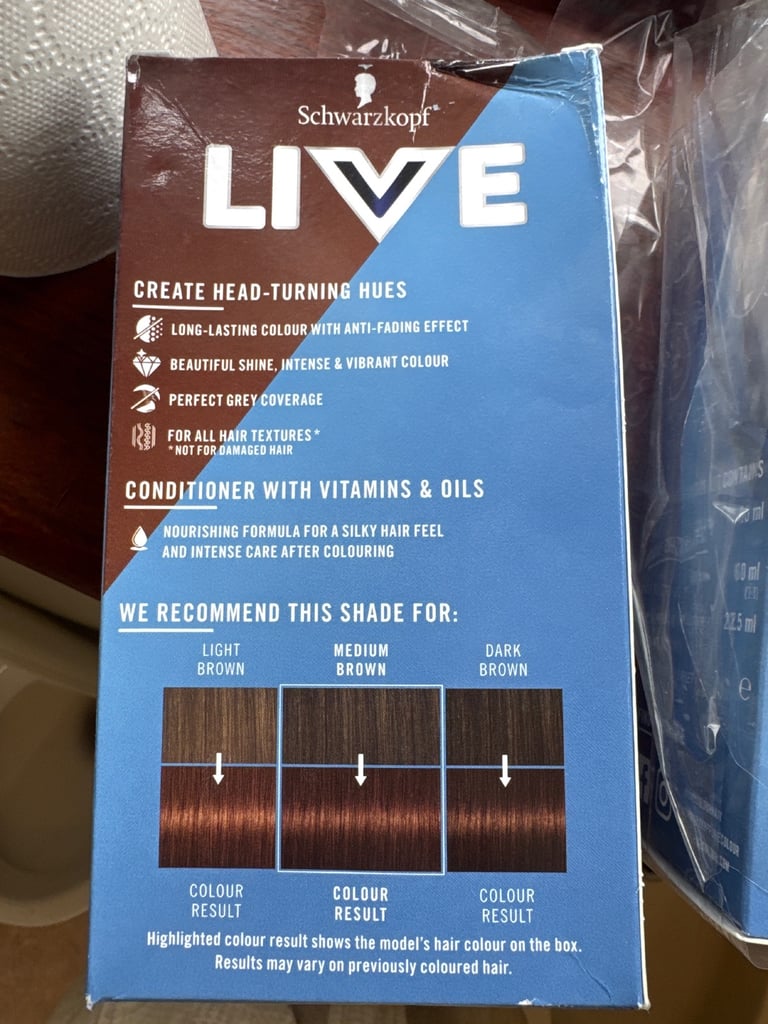 Schwarzkopf
LIVE
CREATE HEAD-TURNING HUES
LONG-LASTING COLOUR WITH ANTI-FADING EFFECT
BEAUTIFUL SHINE, INTENSE & VIBRANT COLOUR
PERFECT GREY COVERAGE
FOR ALL HAIR TEXTURES*
*NOT FOR DAMAGED HAIR
CONDITIONER WITH VITAMINS & OILS
NOURISHING FORMULA FOR A SILKY HAIR FEEL
AND INTENSE CARE AFTER COLOURING
WE RECOMMEND THIS SHADE FOR:
LIGHT BROWN
MEDIUM BROWN
DARK BROWN
COLOUR RESULT
COLOUR RESULT
COLOUR RESULT
Highlighted colour result shows the model's hair colour on the box.
Results may vary on previously coloured hair.
ml
ml
22.5 ml
e